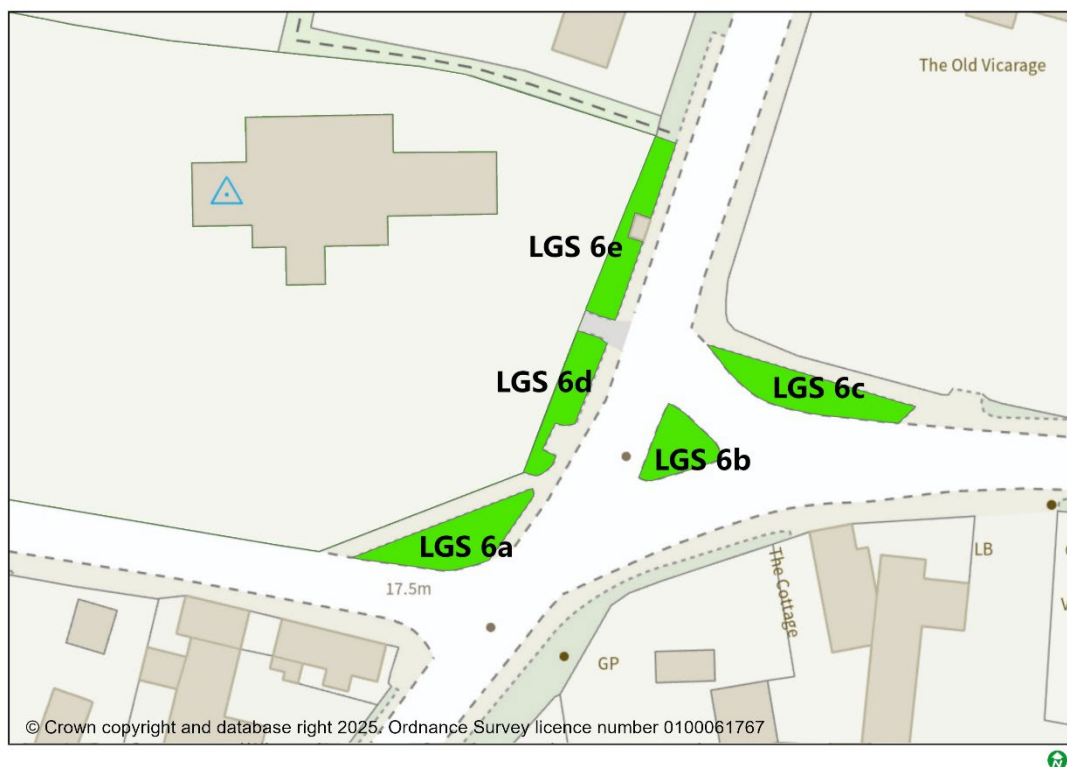 The Old Vicarage
LGS 6e
LGS 6d
LGS 6c
LGS 6b
LGS 6a
17.5m
The Cottage
LB
GP
© Crown copyright and database right 2025. Ordnance Survey licence number 0100061767
N